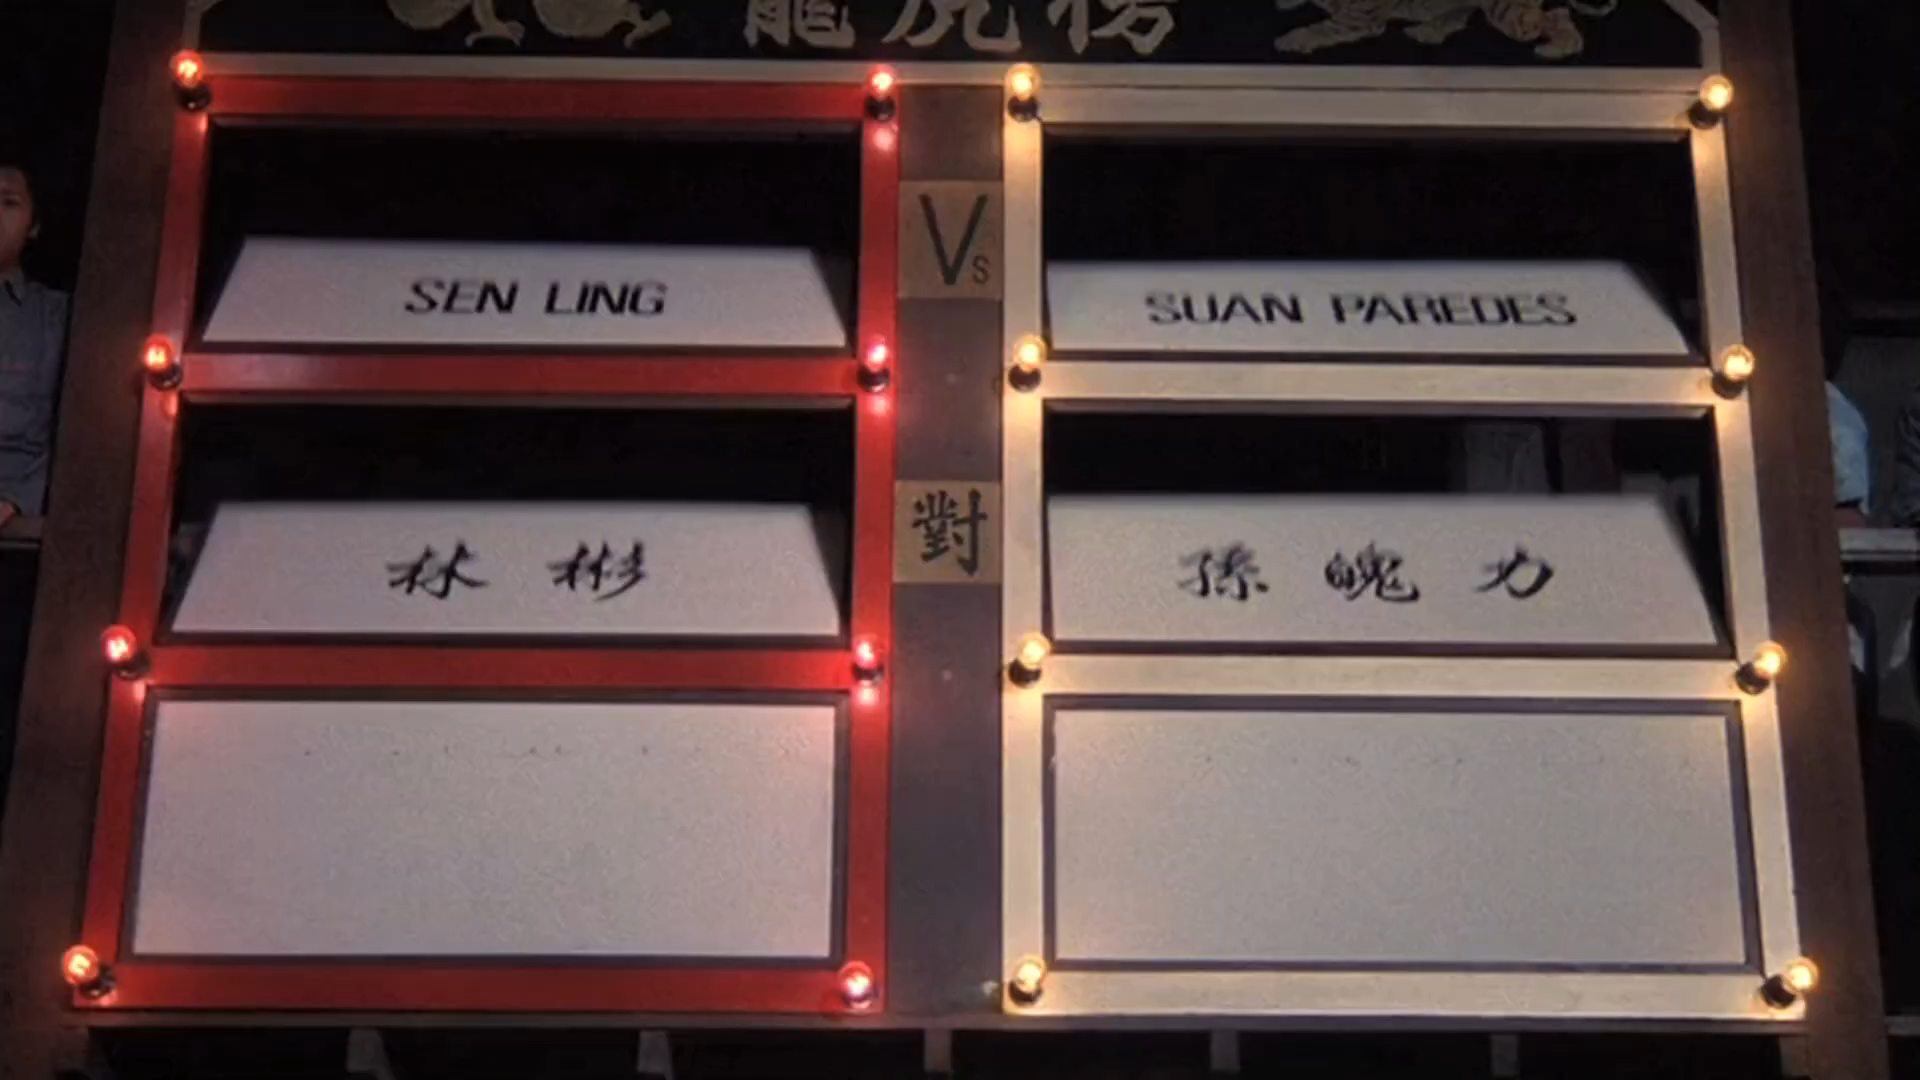 龍虎榜
SEN LING
Vs
SUAN PAREDES
林 彬
對
孫 魄 力